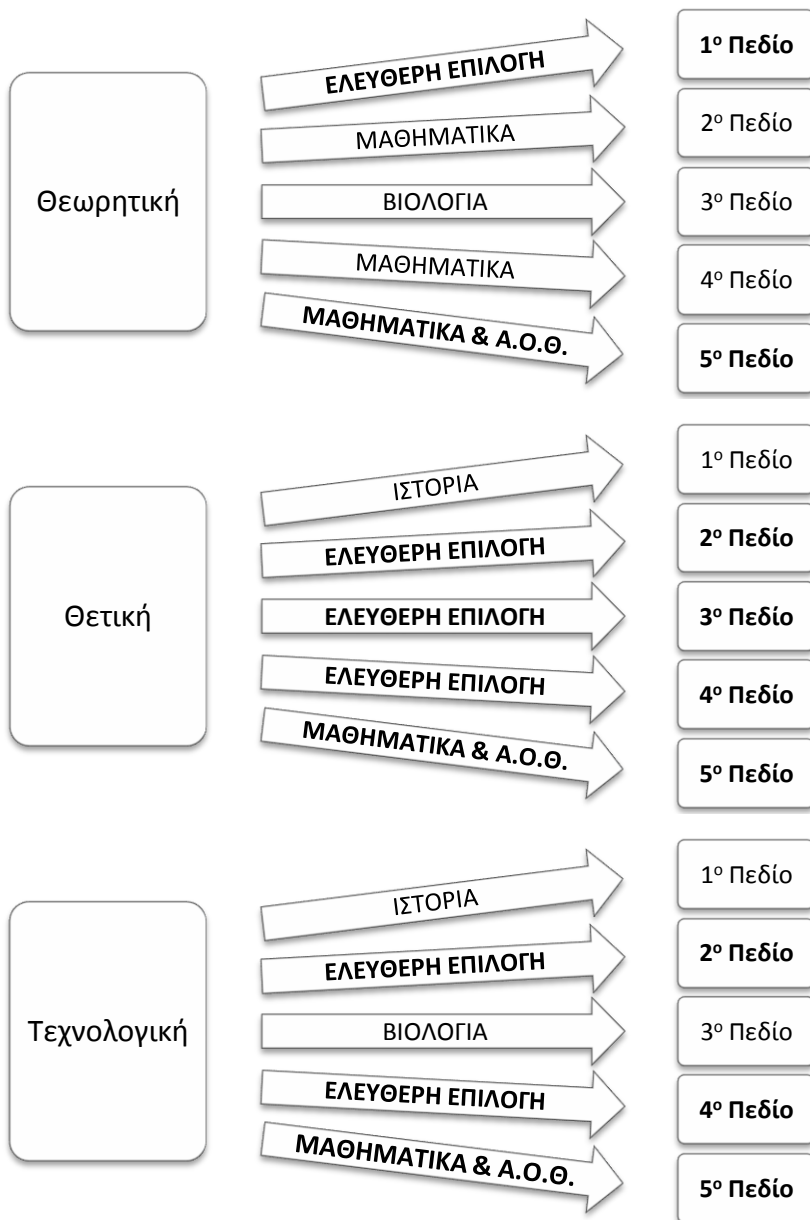 Θεωρητική
ΕΛΕΥΘΕΡΗ ΕΠΙΛΟΓΗ
1ο Πεδίο
ΜΑΘΗΜΑΤΙΚΑ
2ο Πεδίο
ΒΙΟΛΟΓΙΑ
3ο Πεδίο
ΜΑΘΗΜΑΤΙΚΑ
4ο Πεδίο
ΜΑΘΗΜΑΤΙΚΑ & Α.Ο.Θ.
5ο Πεδίο
Θετική
ΙΣΤΟΡΙΑ
1ο Πεδίο
ΕΛΕΥΘΕΡΗ ΕΠΙΛΟΓΗ
2ο Πεδίο
ΕΛΕΥΘΕΡΗ ΕΠΙΛΟΓΗ
3ο Πεδίο
ΕΛΕΥΘΕΡΗ ΕΠΙΛΟΓΗ
4ο Πεδίο
ΜΑΘΗΜΑΤΙΚΑ & Α.Ο.Θ.
5ο Πεδίο
Τεχνολογική
ΙΣΤΟΡΙΑ
1ο Πεδίο
ΕΛΕΥΘΕΡΗ ΕΠΙΛΟΓΗ
2ο Πεδίο
ΒΙΟΛΟΓΙΑ
3ο Πεδίο
ΕΛΕΥΘΕΡΗ ΕΠΙΛΟΓΗ
4ο Πεδίο
ΜΑΘΗΜΑΤΙΚΑ & Α.Ο.Θ.
5ο Πεδίο